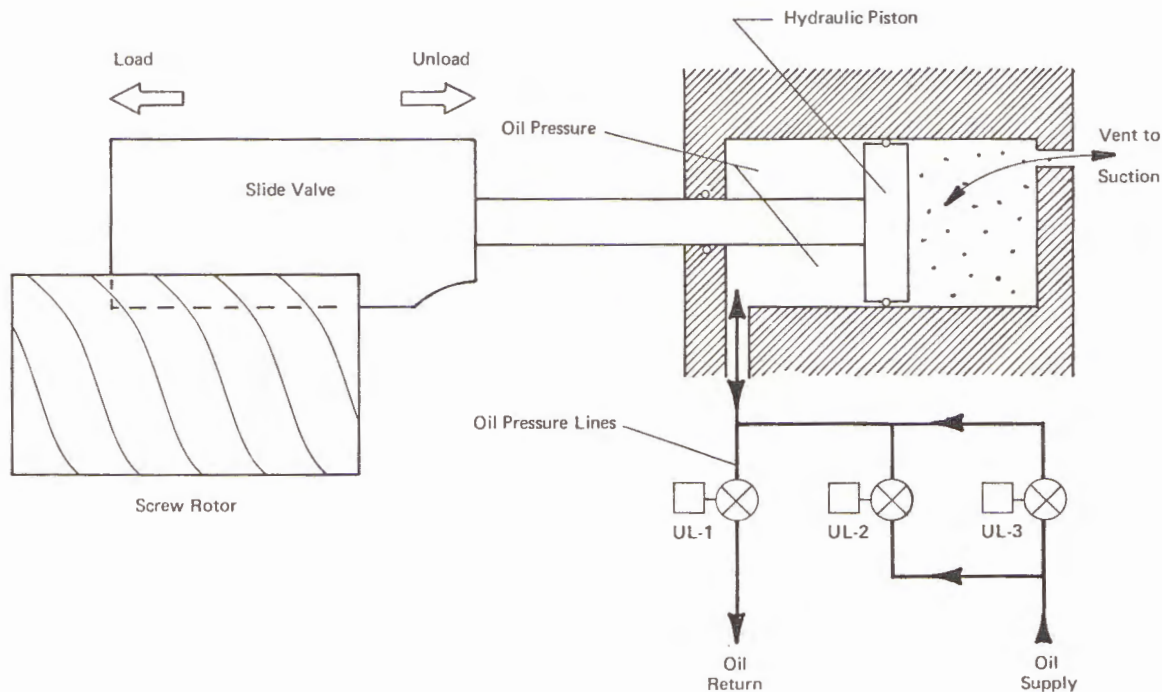 Hydraulic Piston
Load
Unload
Oil Pressure
Vent to
Suction
Slide Valve
Oil Pressure Lines
Screw Rotor
UL-1
UL-2
UL-3
Oil
Return
Oil
Supply